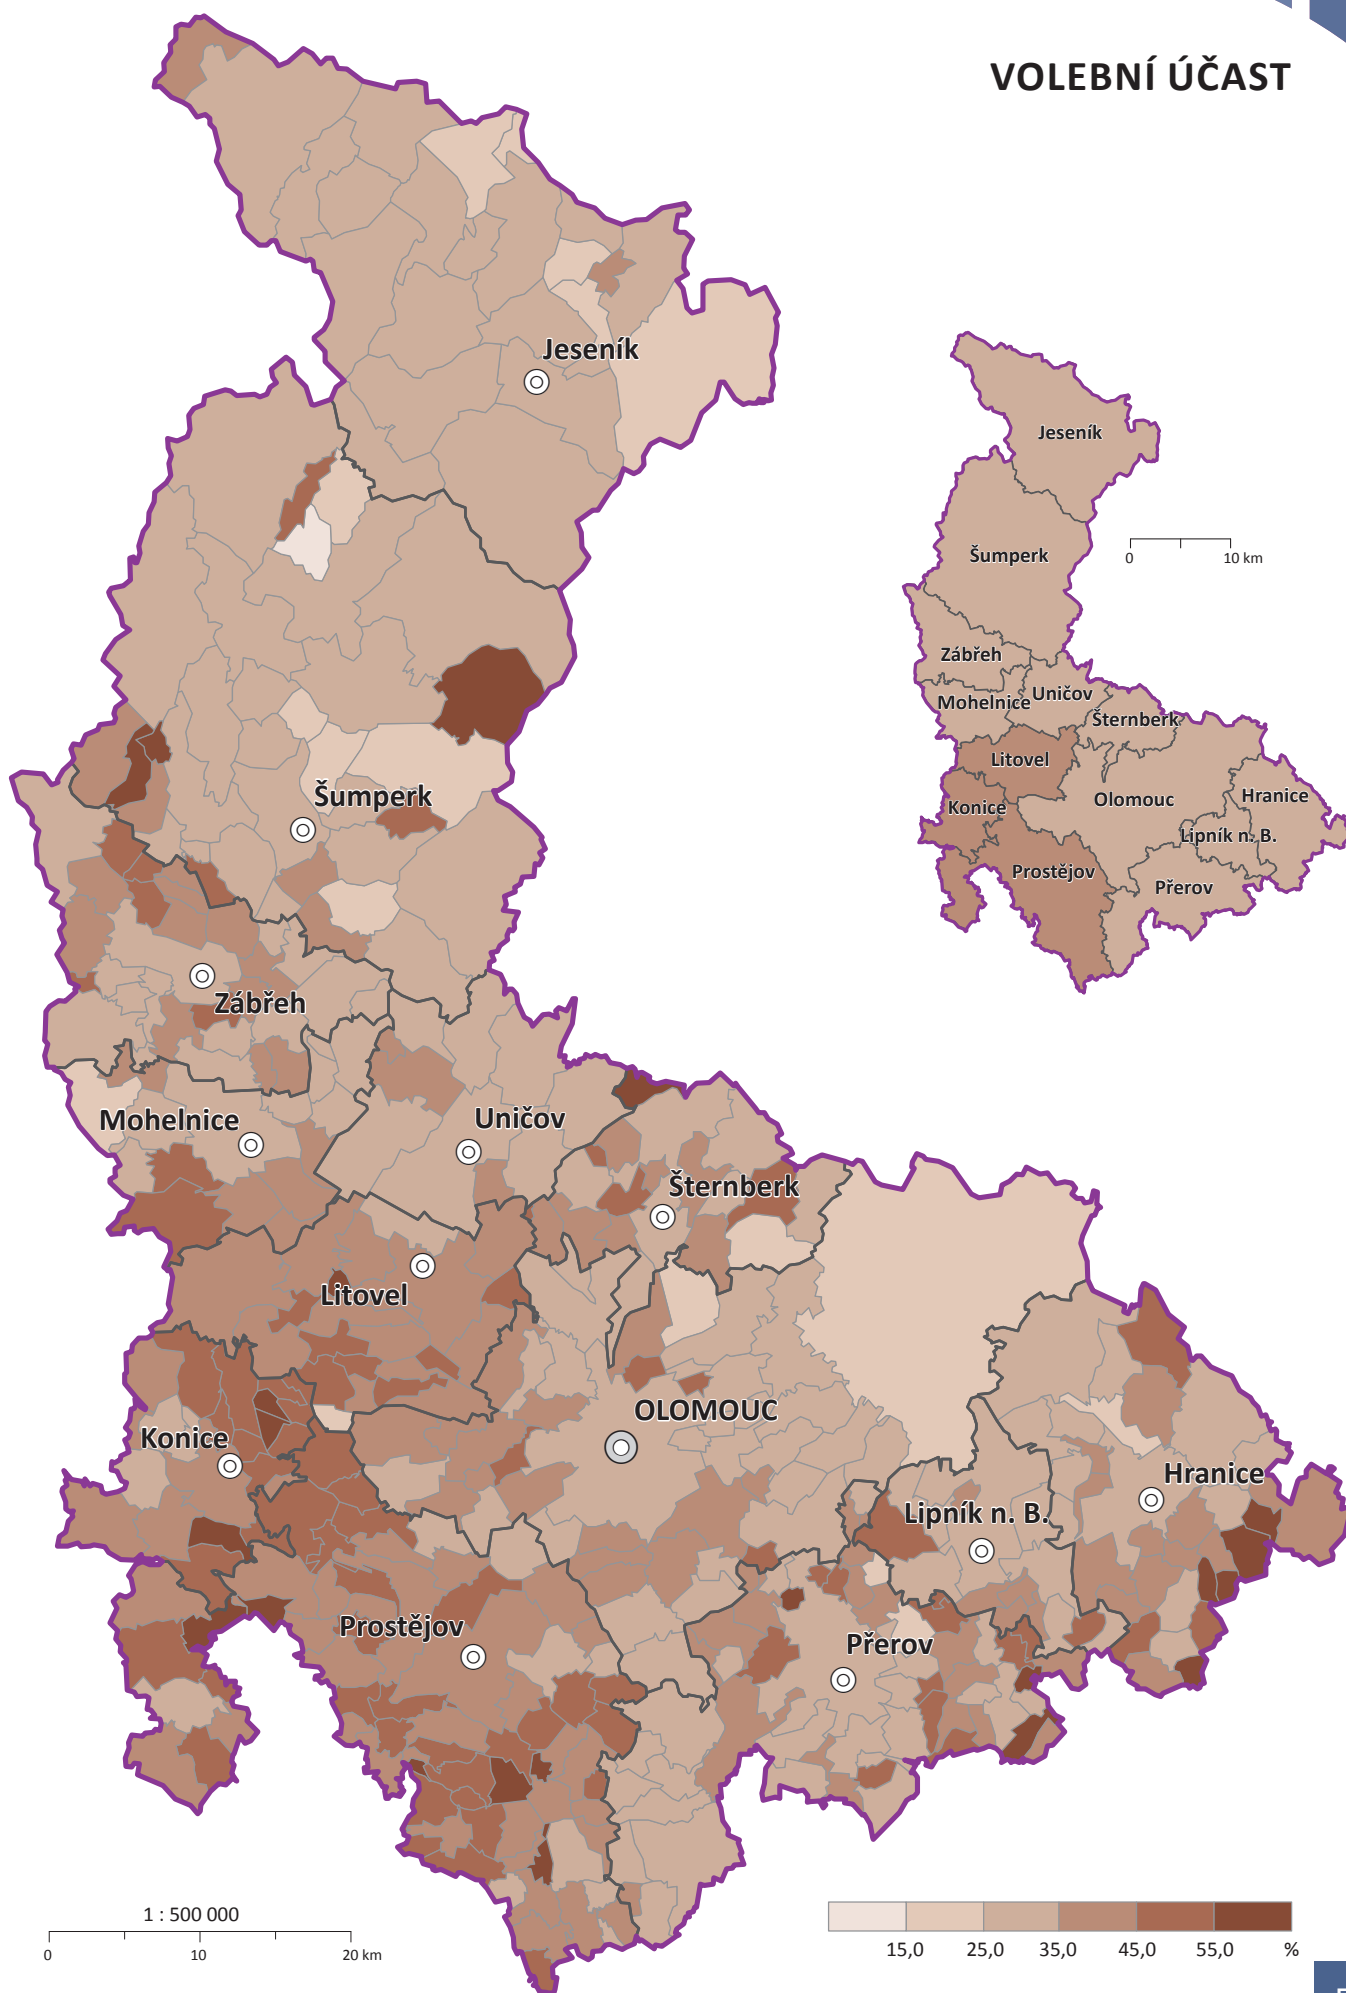 VOLEBNÍ ÚČAST
Jeseník
Šumperk
Zábřeh
Mohelnice
Uničov
Šternberk
Litovel
OLOMOUC
Konice
Hranice
Lipník n. B.
Prostějov
Přerov
Jeseník
Šumperk
0 10 km
Zábřeh
Uničov
Mohelnice
Šternberk
Litovel
Konice
Olomouc
Hranice
Lipník n. B.
Prostějov
Přerov
1 : 500 000
0 10 20 km
15,0 25,0 35,0 45,0 55,0 %